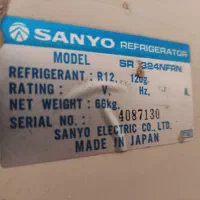 SANYO REFRIGERATOR
MODEL SR 324NFRN
REFRIGERANT : R12, 120g.
RATING : V, Hz, A.
NET WEIGHT : 66kg.
SERIAL NO. : 4087130
SANYO ELECTRIC CO., LTD.
MADE IN JAPAN